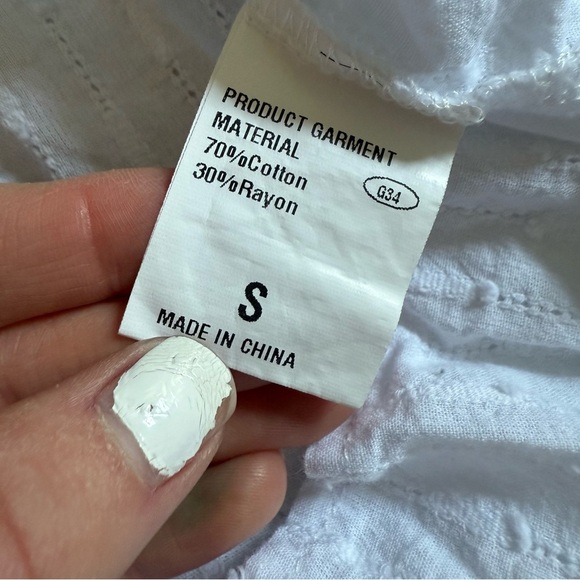 PRODUCT GARMENT
MATERIAL
70%Cotton
30%Rayon
G34
S
MADE IN CHINA